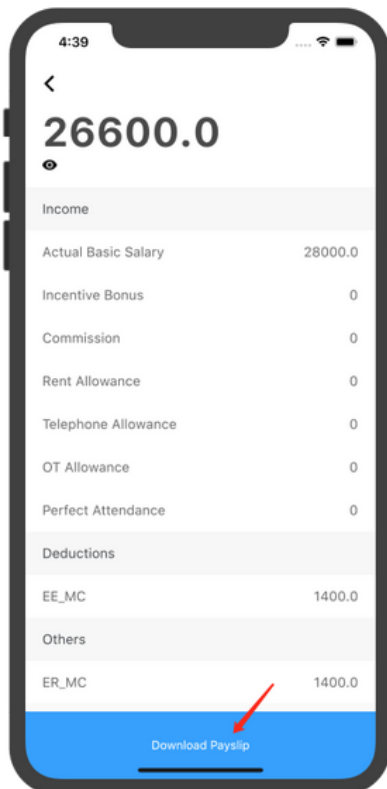 4:39
26600.0
Income
Actual Basic Salary 28000.0
Incentive Bonus 0
Commission 0
Rent Allowance 0
Telephone Allowance 0
OT Allowance 0
Perfect Attendance 0
Deductions
EE_MC 1400.0
Others
ER_MC 1400.0
Download Payslip